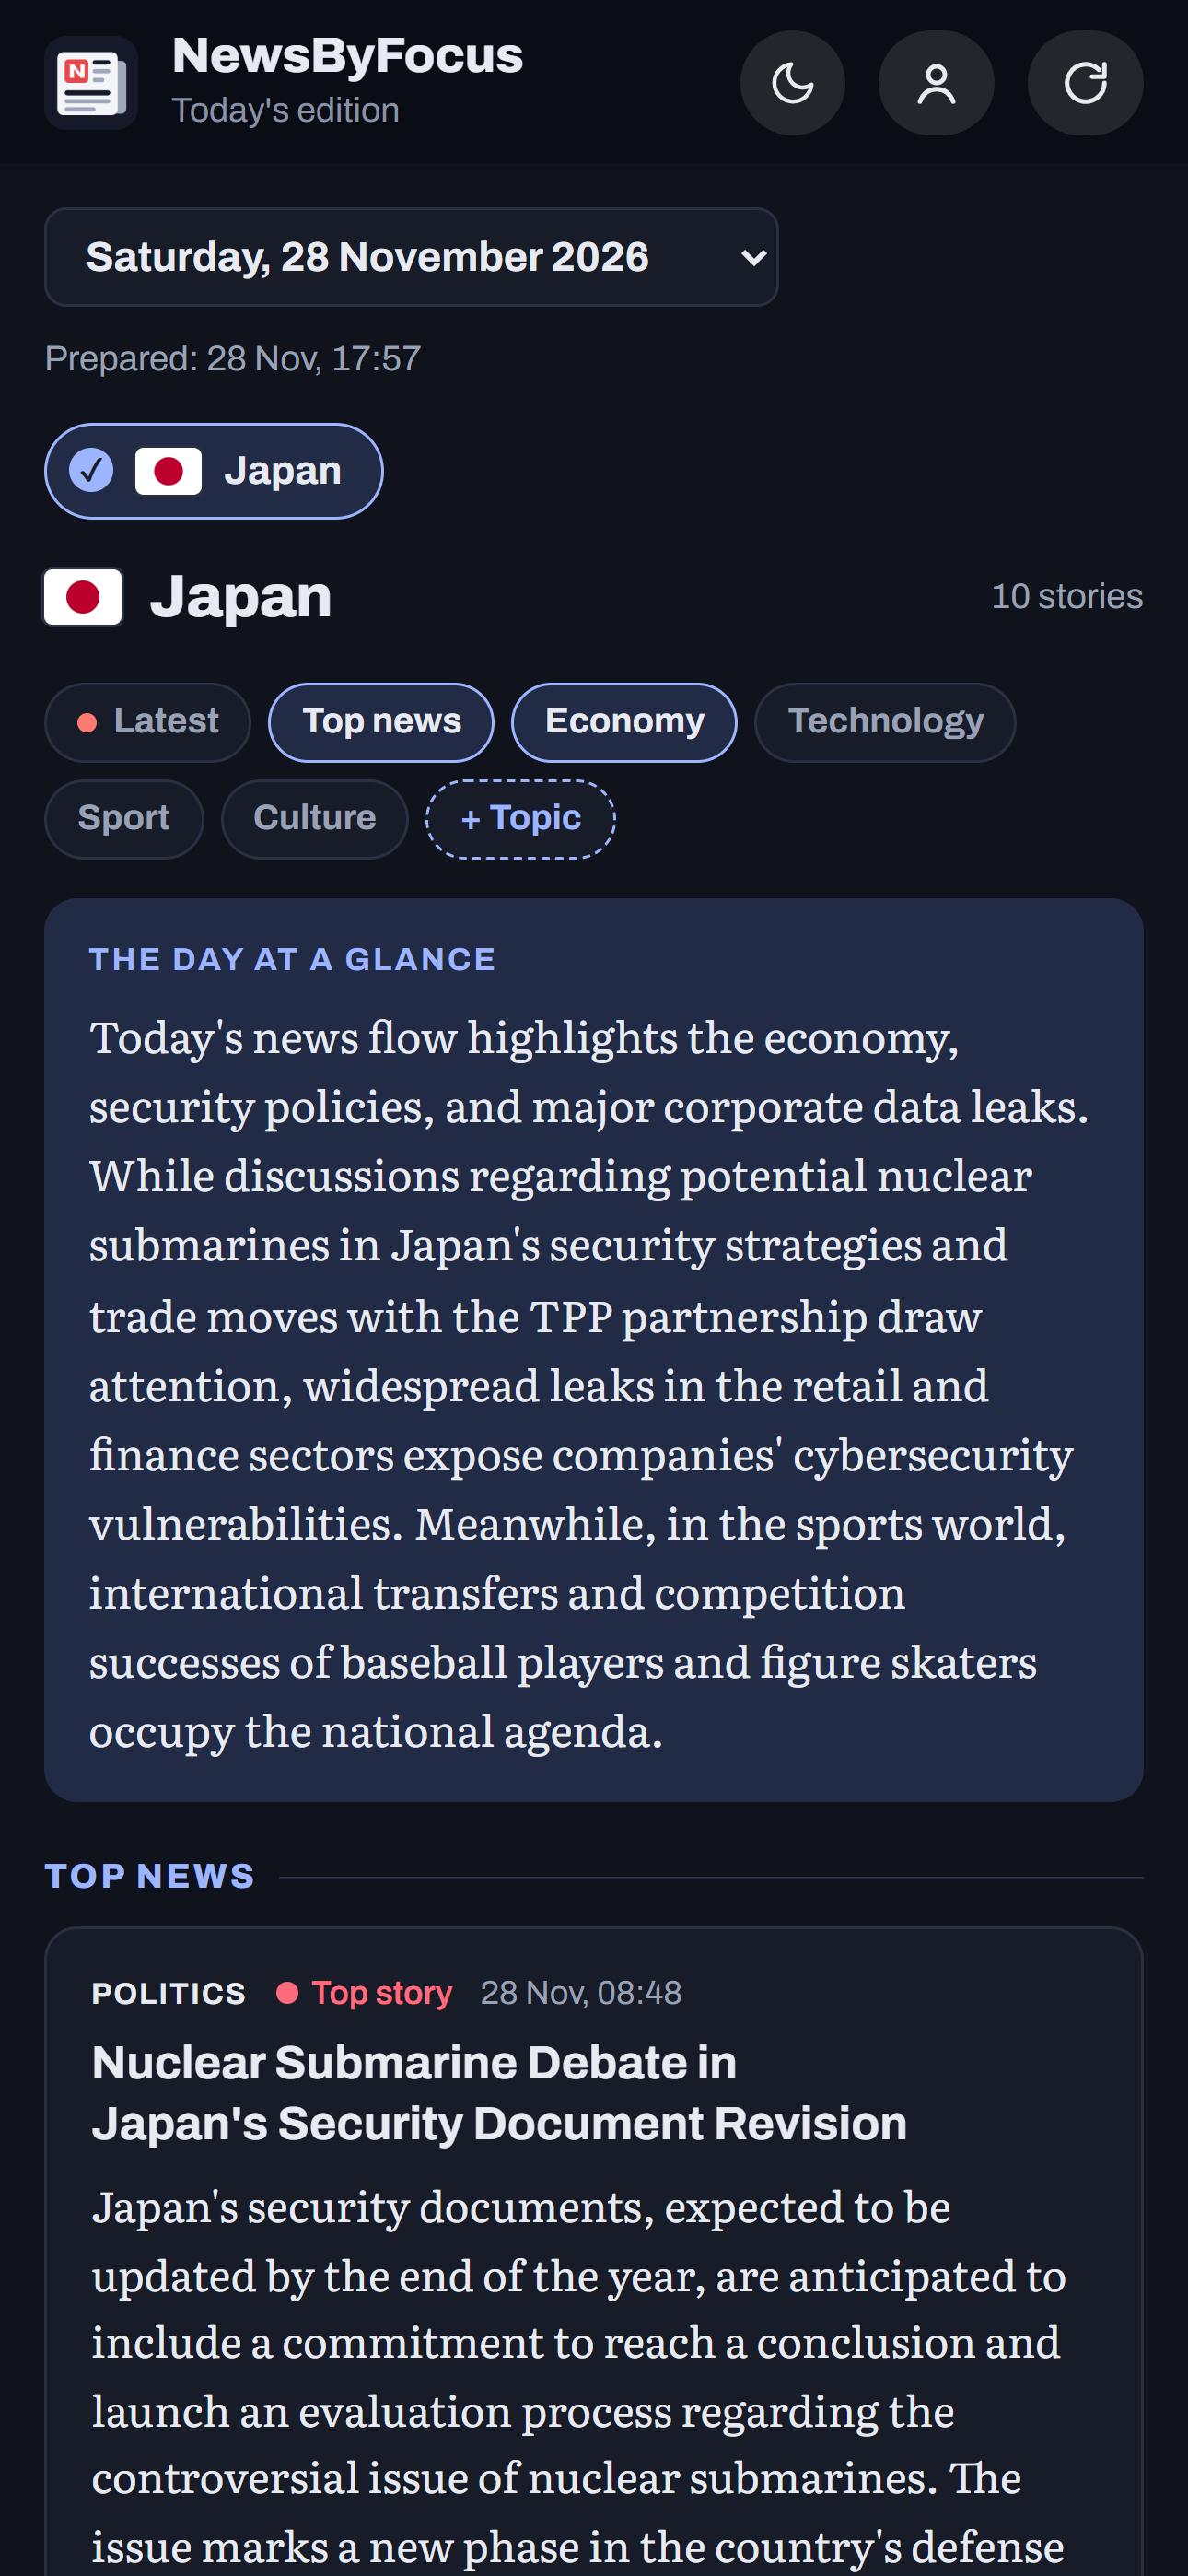 N
NewsByFocus
Today's edition
Saturday, 28 November 2026
Prepared: 28 Nov, 17:57
Japan
Japan
10 stories
Latest
Top news
Economy
Technology
Sport
Culture
+ Topic
THE DAY AT A GLANCE
Today's news flow highlights the economy,
security policies, and major corporate data leaks.
While discussions regarding potential nuclear
submarines in Japan's security strategies and
trade moves with the TPP partnership draw
attention, widespread leaks in the retail and
finance sectors expose companies' cybersecurity
vulnerabilities. Meanwhile, in the sports world,
international transfers and competition
successes of baseball players and figure skaters
occupy the national agenda.
TOP NEWS
POLITICS
Top story
28 Nov, 08:48
Nuclear Submarine Debate in
Japan's Security Document Revision
Japan's security documents, expected to be
updated by the end of the year, are anticipated to
include a commitment to reach a conclusion and
launch an evaluation process regarding the
controversial issue of nuclear submarines. The
issue marks a new phase in the country's defense